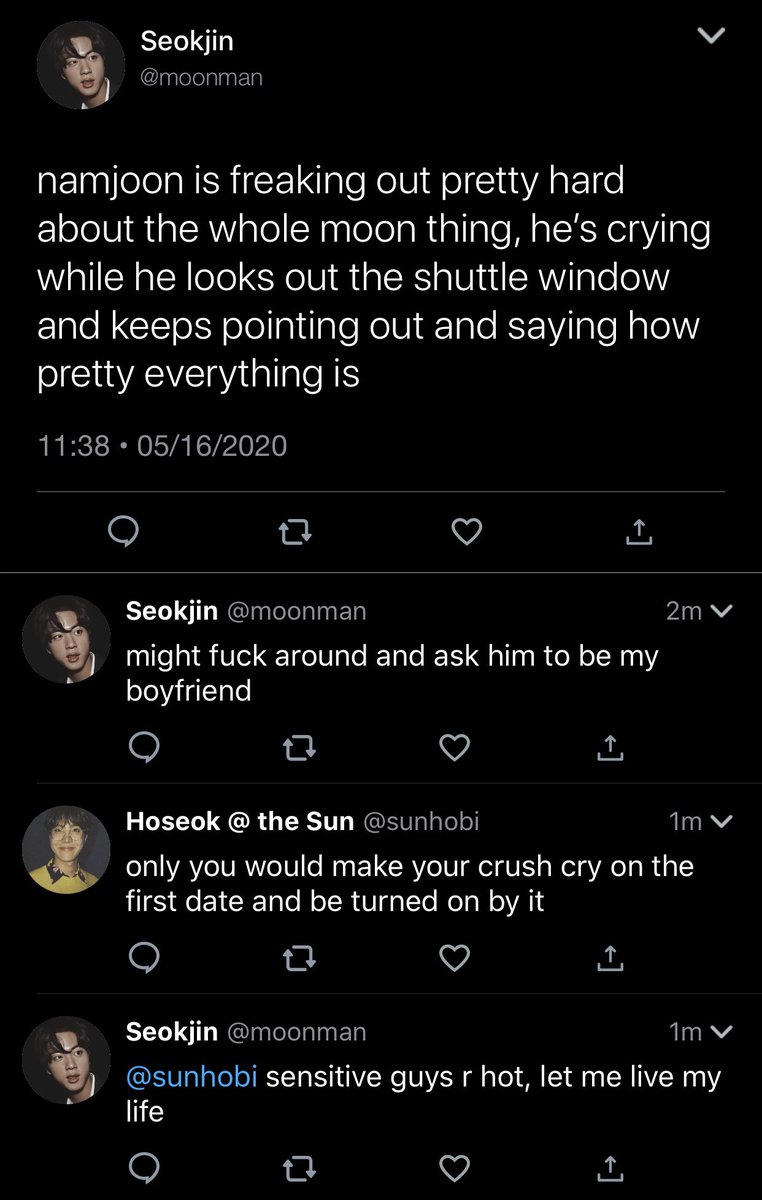 Seokjin
@moonman
namjoon is freaking out pretty hard
about the whole moon thing, he’s crying
while he looks out the shuttle window
and keeps pointing out and saying how
pretty everything is
11:38 • 05/16/2020
Seokjin @moonman 2m
might fuck around and ask him to be my
boyfriend
Hoseok @ the Sun @sunhobi 1m
only you would make your crush cry on the
first date and be turned on by it
Seokjin @moonman 1m
@sunhobi sensitive guys r hot, let me live my
life